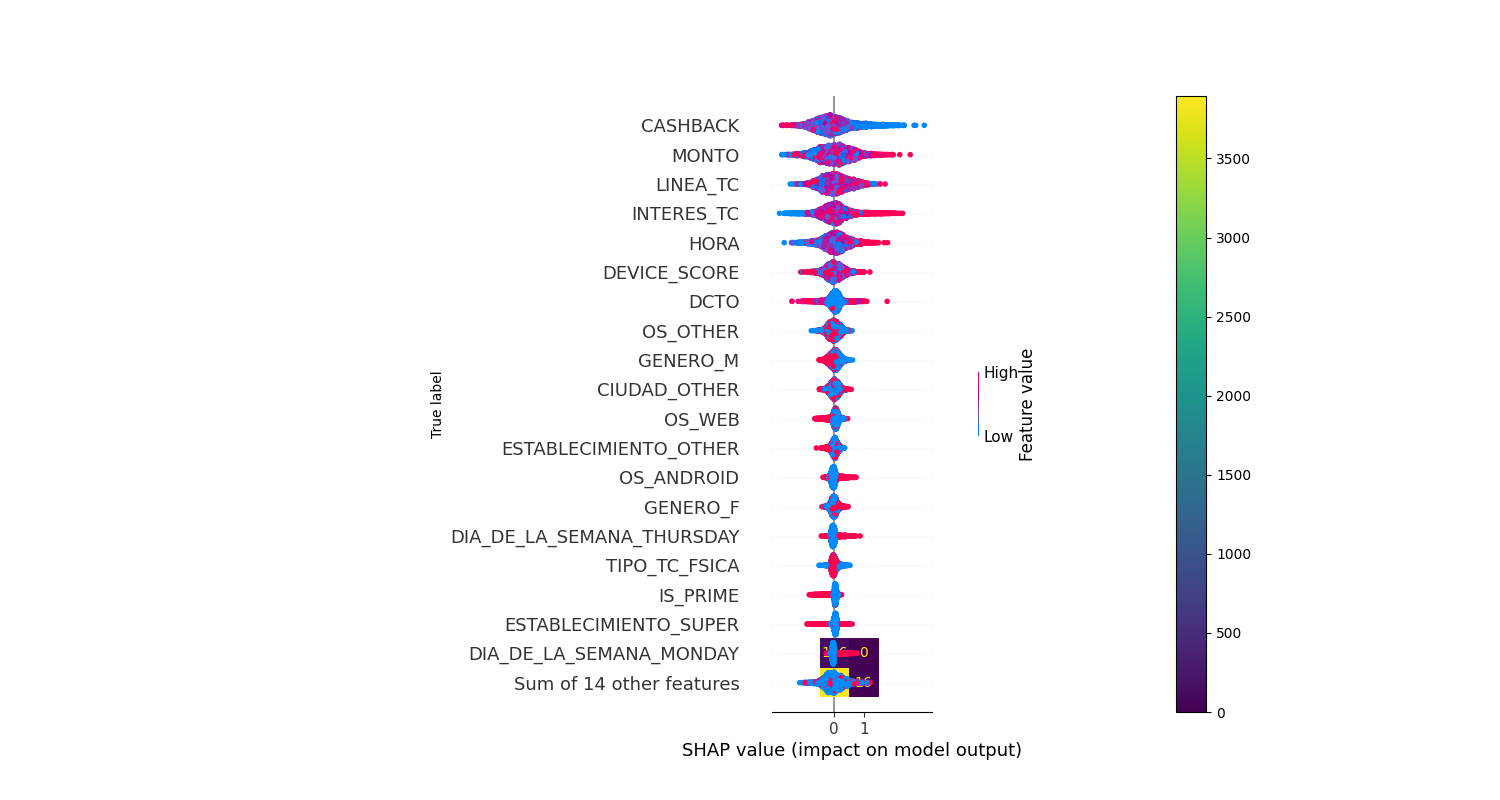 CASHBACK
MONTO
LINEA_TC
INTERES_TC
HORA
DEVICE_SCORE
DCTO
OS_OTHER
GENERO_M
CIUDAD_OTHER
OS_WEB
ESTABLECIMIENTO_OTHER
OS_ANDROID
GENERO_F
DIA_DE_LA_SEMANA_THURSDAY
TIPO_TC_FSICA
IS_PRIME
ESTABLECIMIENTO_SUPER
DIA_DE_LA_SEMANA_MONDAY
Sum of 14 other features
True label
0
0 1
SHAP value (impact on model output)
High
Low
Feature value
3500
3000
2500
2000
1500
1000
500
0